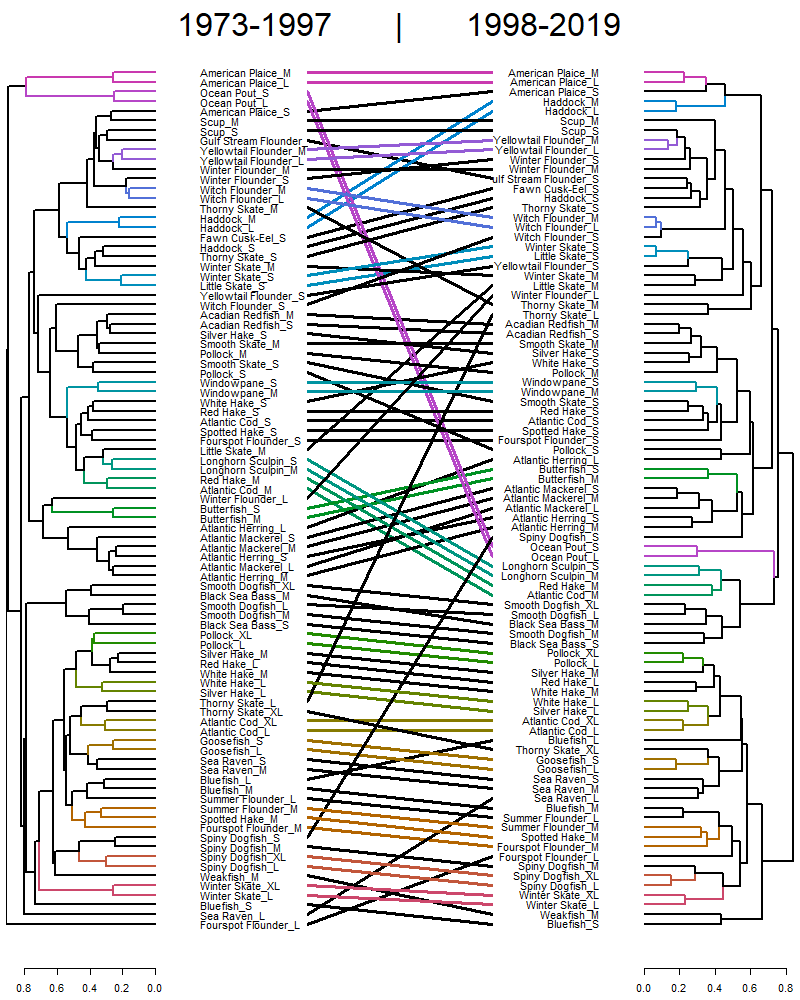 1973-1997 | 1998-2019
American Plaice_M
American Plaice_L
Ocean Pout_S
Ocean Pout_L
American Plaice_S
Scup_M
Scup_S
Gulf Stream Flounder
Yellowtail Flounder_M
Yellowtail Flounder_L
Winter Flounder_M
Winter Flounder_S
Witch Flounder_M
Witch Flounder_L
Thorny Skate_M
Haddock_M
Haddock_L
Fawn Cusk-Eel_S
Haddock_S
Thorny Skate_S
Winter Skate_M
Winter Skate_S
Little Skate_S
Yellowtail Flounder_S
Witch Flounder_S
Acadian Redfish_M
Acadian Redfish_S
Silver Hake_S
Smooth Skate_M
Pollock_M
Smooth Skate_S
Pollock_S
Windowpane_S
Windowpane_M
White Hake_S
Red Hake_S
Atlantic Cod_S
Spotted Hake_S
Fourspot Flounder_S
Little Skate_M
Longhorn Sculpin_S
Longhorn Sculpin_M
Red Hake_M
Atlantic Cod_M
Winter Flounder_L
Butterfish_S
Butterfish_M
Atlantic Herring_L
Atlantic Mackerel_S
Atlantic Mackerel_M
Atlantic Herring_S
Atlantic Mackerel_L
Atlantic Herring_M
Smooth Dogfish_XL
Black Sea Bass_M
Smooth Dogfish_L
Smooth Dogfish_M
Black Sea Bass_S
Pollock_XL
Pollock_L
Silver Hake_M
Red Hake_L
White Hake_M
White Hake_L
Silver Hake_L
Thorny Skate_L
Thorny Skate_XL
Atlantic Cod_XL
Atlantic Cod_L
Goosefish_S
Goosefish_L
Sea Raven_S
Sea Raven_M
Bluefish_L
Bluefish_M
Summer Flounder_L
Summer Flounder_M
Spotted Hake_M
Fourspot Flounder_M
Spiny Dogfish_S
Spiny Dogfish_M
Spiny Dogfish_XL
Spiny Dogfish_L
Weakfish_M
Winter Skate_XL
Winter Skate_L
Bluefish_S
Sea Raven_L
Fourspot Flounder_L
American Plaice_M
American Plaice_L
American Plaice_S
Haddock_M
Haddock_L
Scup_M
Scup_S
Yellowtail Flounder_M
Yellowtail Flounder_L
Winter Flounder_S
Winter Flounder_M
ulf Stream Flounder_S
Fawn Cusk-Eel_S
Haddock_S
Thorny Skate_S
Witch Flounder_M
Witch Flounder_L
Witch Flounder_S
Winter Skate_S
Little Skate_S
Yellowtail Flounder_S
Winter Skate_M
Little Skate_M
Winter Flounder_L
Thorny Skate_M
Thorny Skate_L
Acadian Redfish_M
Acadian Redfish_S
Smooth Skate_M
Silver Hake_S
White Hake_S
Pollock_M
Windowpane_S
Windowpane_M
Smooth Skate_S
Red Hake_S
Atlantic Cod_S
Spotted Hake_S
Fourspot Flounder_S
Pollock_S
Atlantic Herring_L
Butterfish_S
Butterfish_M
Atlantic Mackerel_S
Atlantic Mackerel_M
Atlantic Mackerel_L
Atlantic Herring_S
Atlantic Herring_M
Spiny Dogfish_S
Ocean Pout_S
Ocean Pout_L
Longhorn Sculpin_S
Longhorn Sculpin_M
Red Hake_M
Atlantic Cod_M
Smooth Dogfish_XL
Smooth Dogfish_L
Black Sea Bass_M
Smooth Dogfish_M
Black Sea Bass_S
Pollock_XL
Pollock_L
Silver Hake_M
Red Hake_L
White Hake_M
White Hake_L
Silver Hake_L
Atlantic Cod_XL
Atlantic Cod_L
Bluefish_L
Thorny Skate_XL
Goosefish_S
Goosefish_L
Sea Raven_S
Sea Raven_M
Sea Raven_L
Bluefish_M
Summer Flounder_L
Summer Flounder_M
Spotted Hake_M
Fourspot Flounder_M
Fourspot Flounder_L
Spiny Dogfish_M
Spiny Dogfish_XL
Spiny Dogfish_L
Winter Skate_XL
Winter Skate_L
Weakfish_M
Bluefish_S
0.8 0.6 0.4 0.2 0.0
0.0 0.2 0.4 0.6 0.8